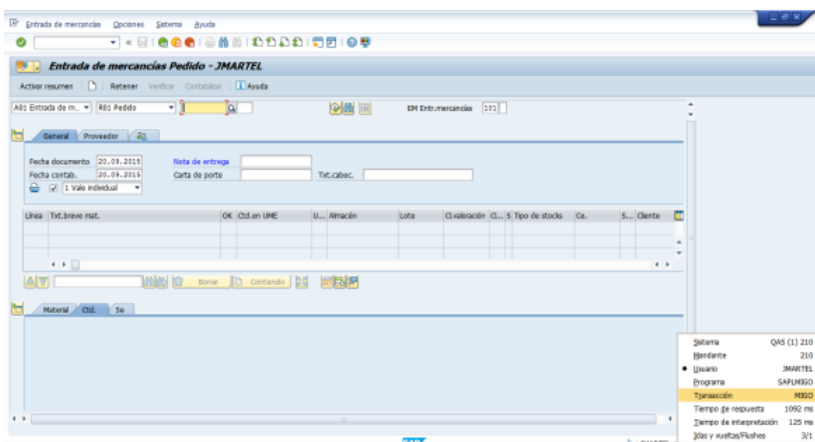 Entrada de mercancías Opciones Sistema Ayuda
Entrada de mercancías Pedido - JMARTEL
Activar resumen Retener Verificar Contabilizar Ayuda
A01 Entrada de m... R01 Pedido EM Entr.mercancías 101
General Proveedor
Fecha documento 20.09.2015 Nota de entrega
Fecha contab. 20.09.2015 Carta de porte Txt.cabec.
1 Vale individual
Línea Txt.breve mat. OK Ctd.en UME U... Almacén Lote Cl.valoración Cl... S Tipo de stocks Ce. S... Cliente
Borrar Contenido
Material Ctd. Se
Sistema QAS (1) 210
Mandante 210
Usuario JMARTEL
Programa SAPLMIGO
Transacción MIGO
Tiempo de respuesta 1092 ms
Tiempo de interpretación 125 ms
Idas y vueltas/Flushes 3/1